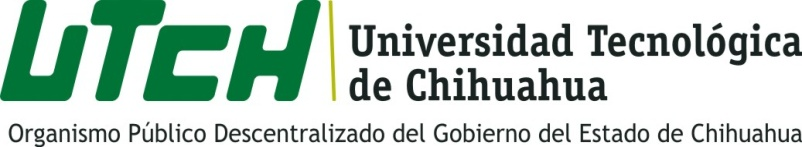 UTCH
Universidad Tecnológica
de Chihuahua
Organismo Público Descentralizado del Gobierno del Estado de Chihuahua